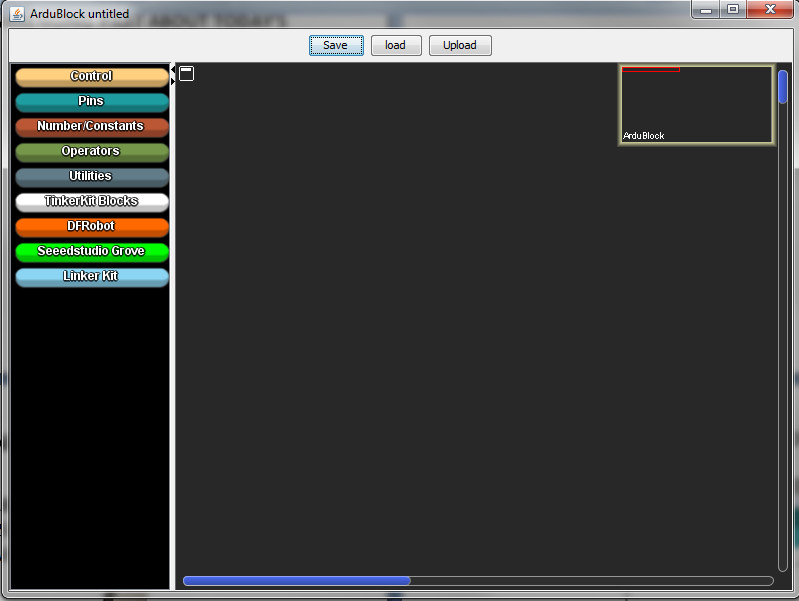 ArduBlock untitled
Save
load
Upload
Control
Pins
Number/Constants
Operators
Utilities
TinkerKit Blocks
DFRobot
Seeedstudio Grove
Linker Kit
ArduBlock